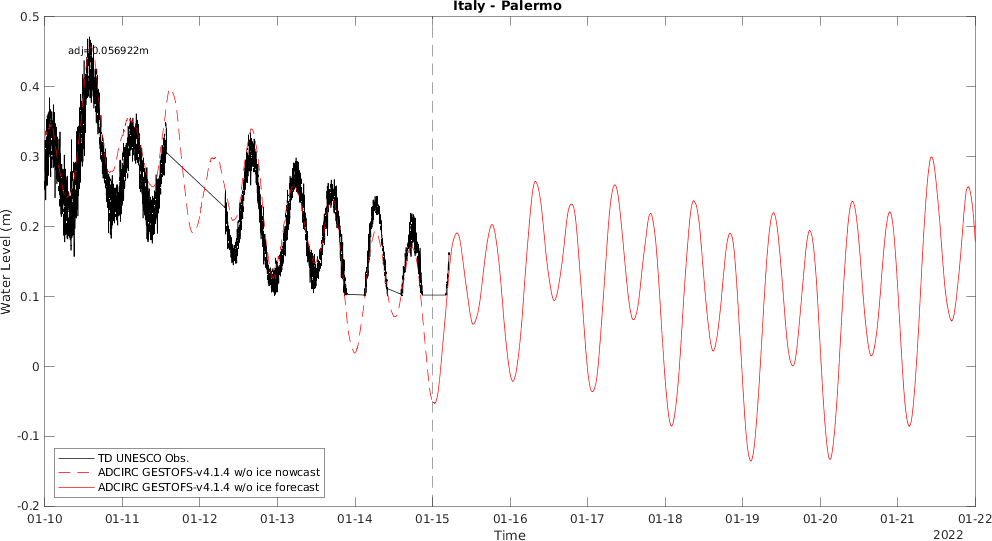 Italy - Palermo
0.5
0.4
0.3
0.2
0.1
0
-0.1
-0.2
Water Level (m)
adj=0.056922m
TD UNESCO Obs.
ADCIRC GESTOFS-v4.1.4 w/o ice nowcast
ADCIRC GESTOFS-v4.1.4 w/o ice forecast
01-10 01-11 01-12 01-13 01-14 01-15 01-16 01-17 01-18 01-19 01-20 01-21 01-22
Time
2022